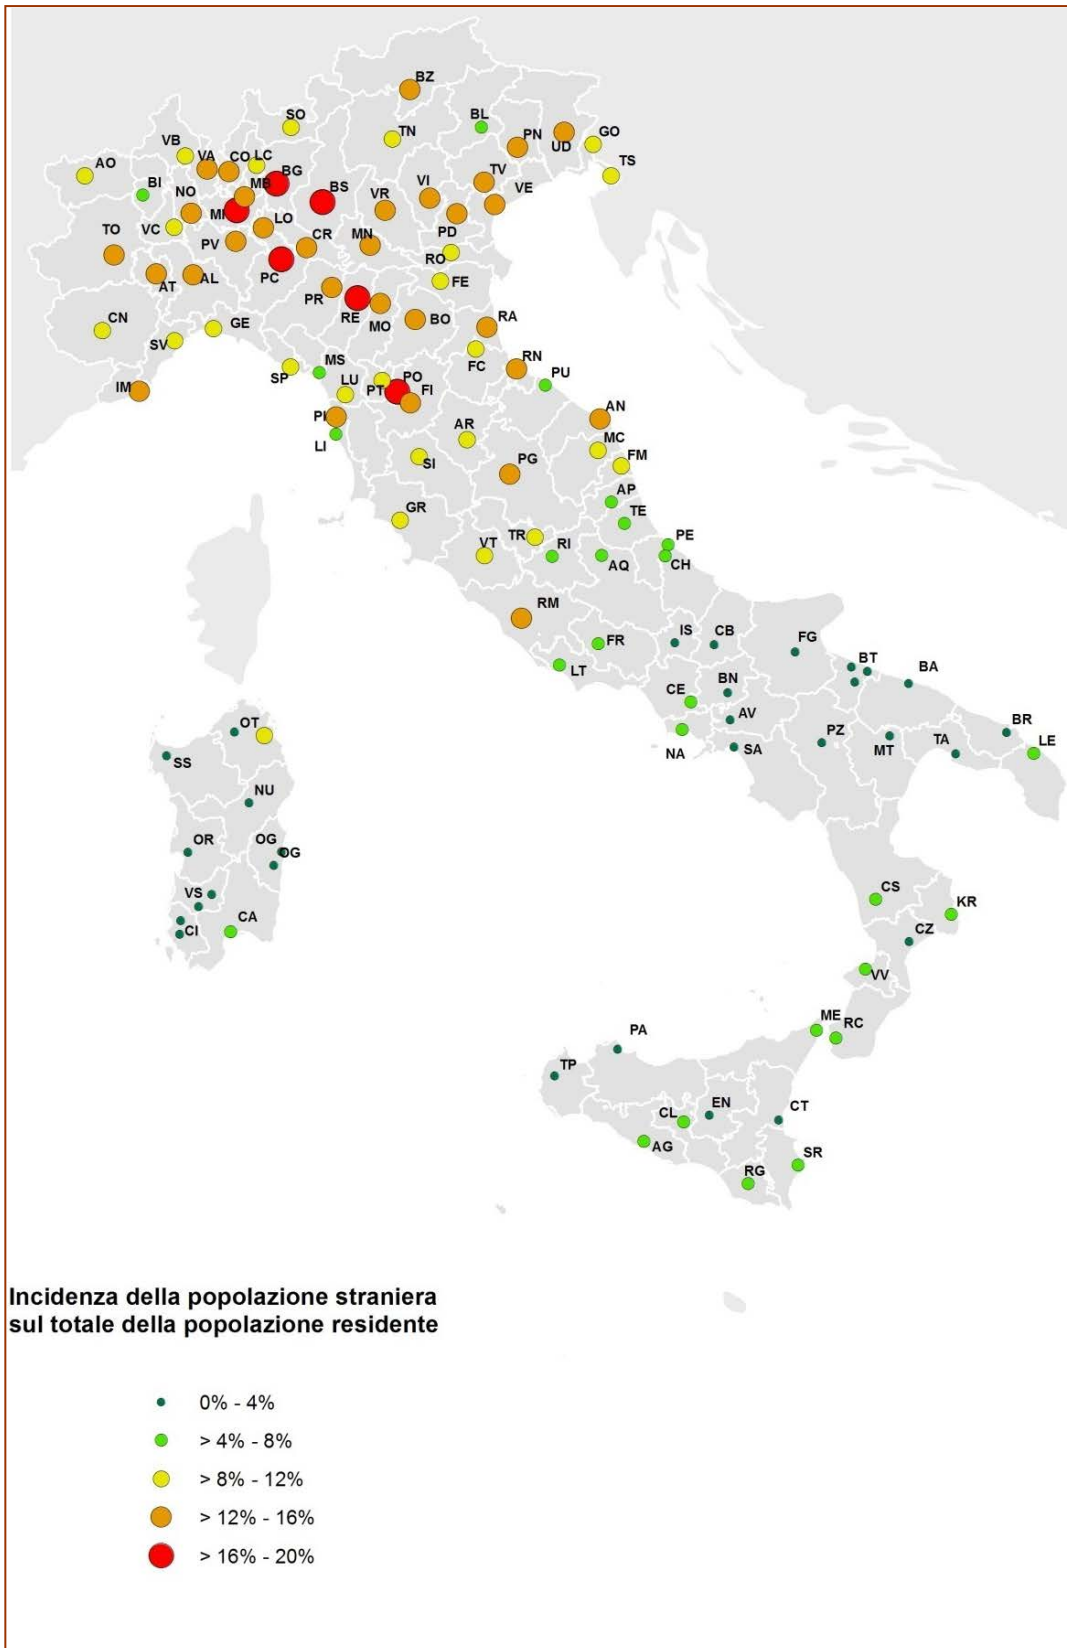 BZ
SO
BL
TN
PN
GO
UD
VB
VA
CO
LC
AO
BG
TS
TV
BI
MB
BS
VI
VE
NO
VR
MI
LO
TO
VC
PD
CR
MN
PV
RO
PC
AL
AT
FE
PR
CN
RE
MO
BO
RA
GE
SV
FC
RN
MS
SP
PU
LU
PO
IM
PT
FI
AN
PI
AR
MC
LI
SI
FM
PG
AP
GR
TE
TR
PE
VT
RI
AQ
CH
RM
IS
CB
FR
FG
BT
LT
BA
BN
CE
OT
AV
BR
PZ
SA
MT
TA
LE
NA
SS
NU
OR
OG
OG
VS
CS
KR
CA
CI
CZ
VV
ME
PA
RC
TP
EN
CT
CL
AG
SR
RG
Incidenza della popolazione straniera
sul totale della popolazione residente
0% - 4%
> 4% - 8%
> 8% - 12%
> 12% - 16%
> 16% - 20%